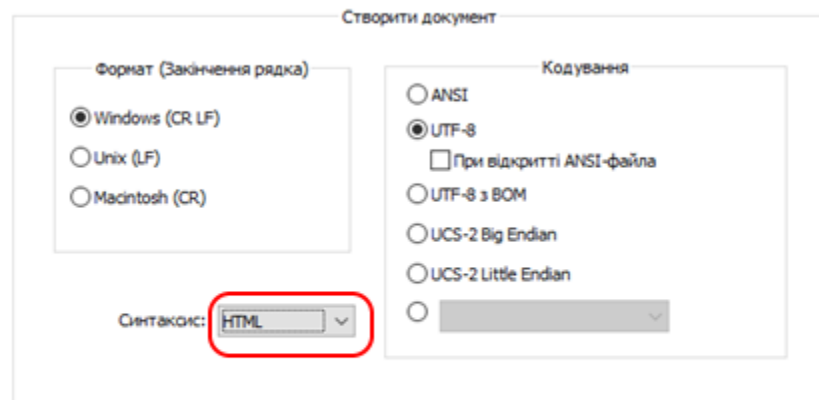 Створити документ
Формат (Закінчення рядка)
Windows (CR LF)
Unix (LF)
Macintosh (CR)
Кодування
ANSI
UTF-8
При відкритті ANSI-файла
UTF-8 з BOM
UCS-2 Big Endian
UCS-2 Little Endian
Синтаксис: HTML